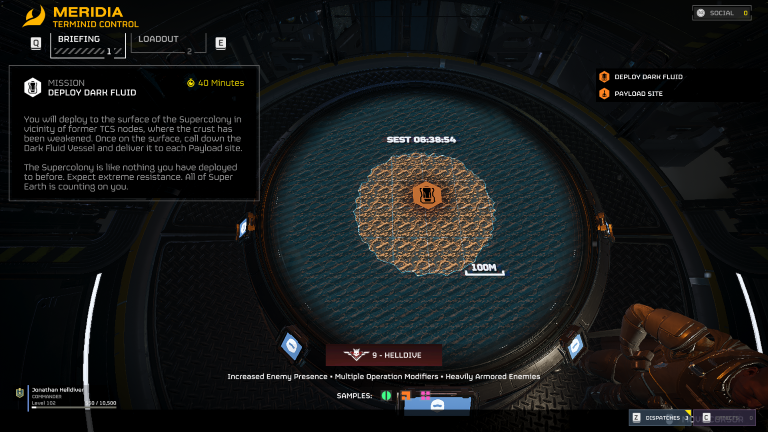 MERIDIA
TERMINID CONTROL
SOCIAL 0
Q BRIEFING 1 LOADOUT 2 E
MISSION
DEPLOY DARK FLUID
40 Minutes
You will deploy to the surface of the Supercolony in
vicinity of former TCS nodes, where the crust has
been weakened. Once on the surface, call down the
Dark Fluid Vessel and deliver it to each Payload site.
The Supercolony is like nothing you have deployed
to before. Expect extreme resistance. All of Super
Earth is counting on you.
DEPLOY DARK FLUID
PAYLOAD SITE
SEST 06:38:54
100M
9 - HELLDIVE
Increased Enemy Presence • Multiple Operation Modifiers • Heavily Armored Enemies
SAMPLES:
Jonathan Helldiver
COMMANDER
Level 102 / 10,500
Z DISPATCHES 3 C